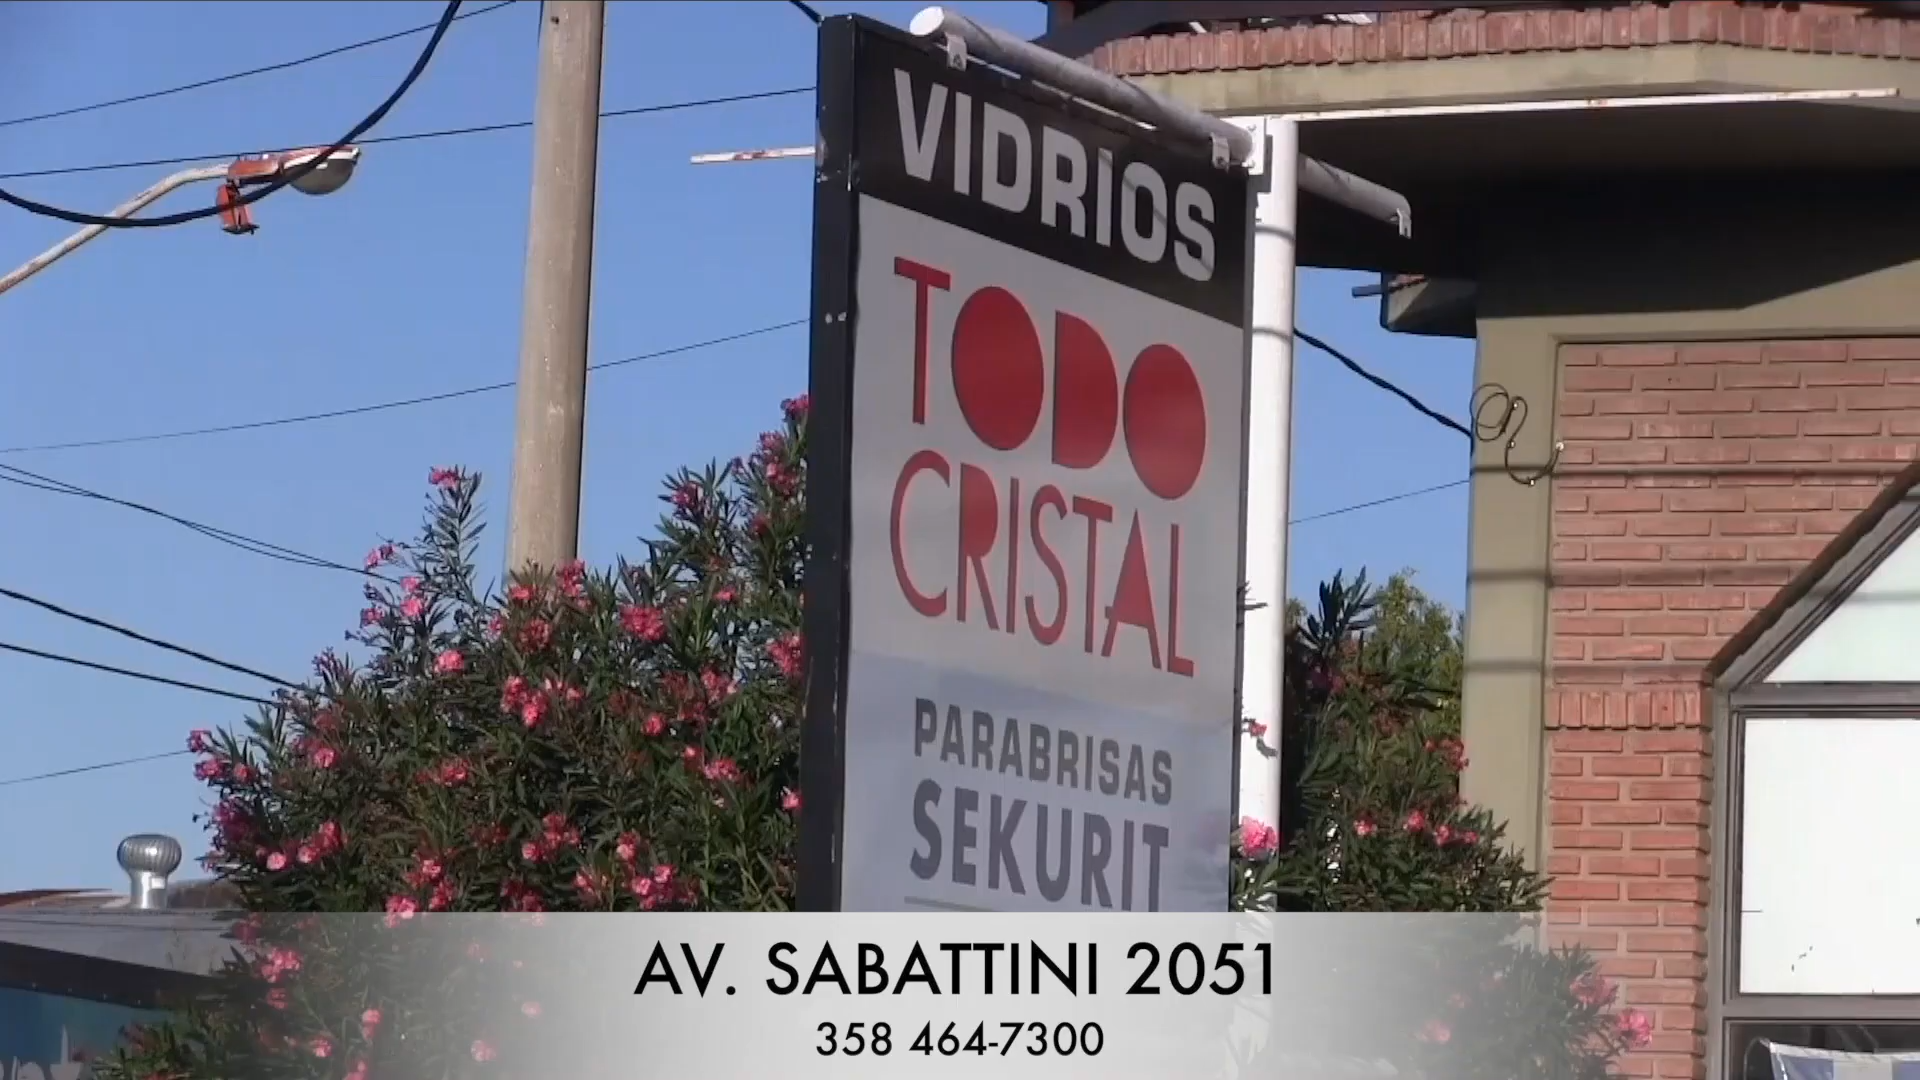 VIDRIOS
TODO
CRISTAL
PARABRISAS
SEKURIT
AV. SABATTINI 2051
358 464-7300